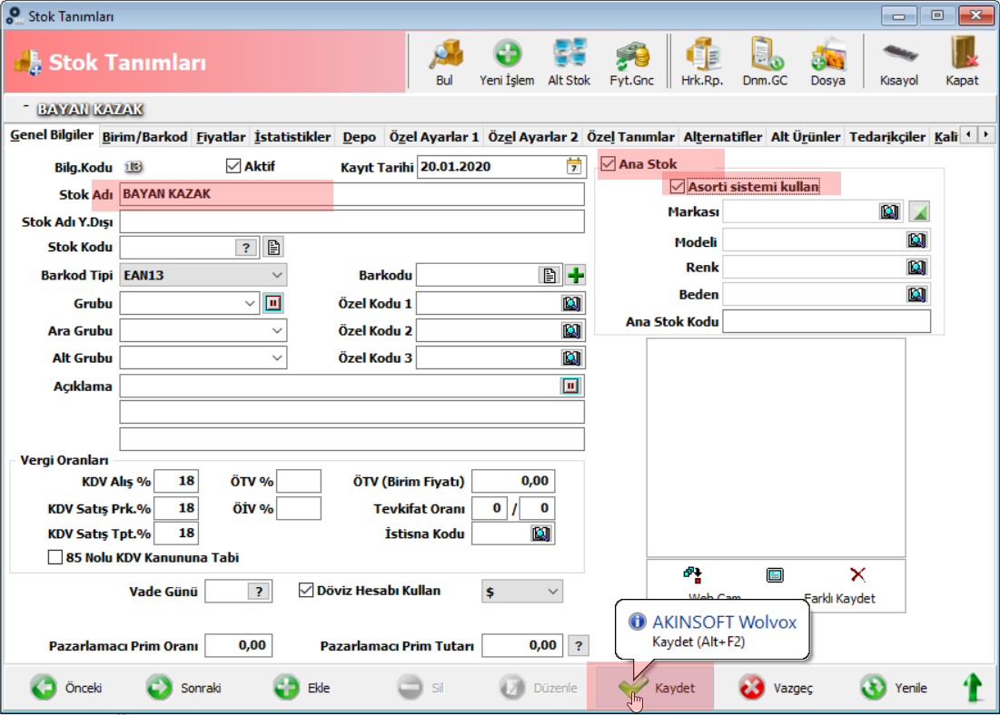 Stok Tanımları
Stok Tanımları
Bul Yeni İşlem Alt Stok Fyt.Gnc Hrk.Rp. Dnm.GC Dosya Kısayol Kapat
- BAYAN KAZAK
Genel Bilgiler Birim/Barkod Fiyatlar İstatistikler Depo Özel Ayarlar 1 Özel Ayarlar 2 Özel Tanımlar Alternatifler Alt Ürünler Tedarikçiler Kali
Bilg.Kodu 13 Aktif Kayıt Tarihi 20.01.2020 7 Ana Stok
Stok Adı BAYAN KAZAK Asorti sistemi kullan
Markası
Stok Adı Y.Dışı
Modeli
Stok Kodu ?
Renk
Barkod Tipi EAN13 Barkodu
Beden
Grubu Özel Kodu 1
Ana Stok Kodu
Ara Grubu Özel Kodu 2
Alt Grubu Özel Kodu 3
Açıklama
Vergi Oranları
KDV Alış % 18 ÖTV % ÖTV (Birim Fiyatı) 0,00
KDV Satış Prk.% 18 ÖİV % Tevkifat Oranı 0 / 0
KDV Satış Tpt.% 18 İstisna Kodu
85 Nolu KDV Kanununa Tabi
Vade Günü ? Döviz Hesabı Kullan $
Web Cam Farklı Kaydet
AKINSOFT Wolvox
Kaydet (Alt+F2)
Pazarlamacı Prim Oranı 0,00 Pazarlamacı Prim Tutarı 0,00 ?
Önceki Sonraki Ekle Sil Düzenle Kaydet Vazgeç Yenile